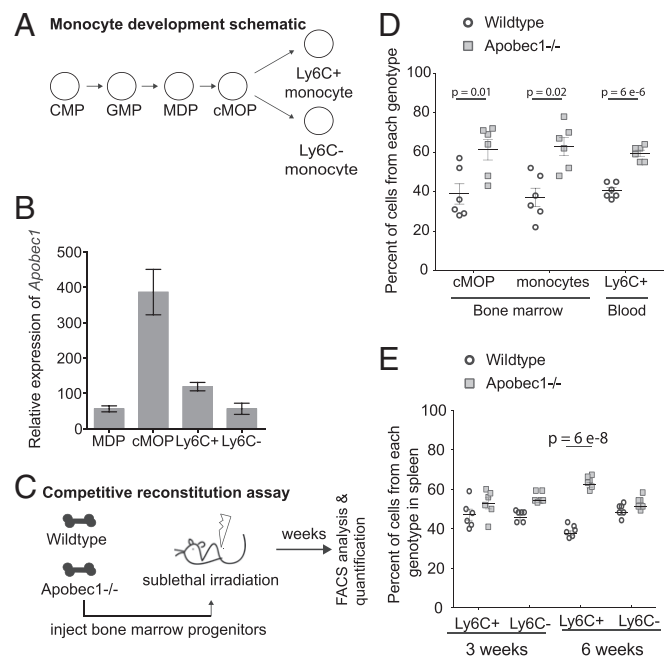 A Monocyte development schematic
CMP GMP MDP cMOP
Ly6C+
monocyte
Ly6C-
monocyte
B
Relative expression of Apobec1
500
400
300
200
100
0
MDP cMOP Ly6C+ Ly6C-
C Competitive reconstitution assay
Wildtype
Apobec1-/-
sublethal irradiation
inject bone marrow progenitors
weeks
FACS analysis &
quantification
D
Wildtype
Apobec1-/-
Percent of cells from each genotype
100
80
60
40
20
0
p = 0.01 p = 0.02 p = 6 e-6
cMOP monocytes Ly6C+
Bone marrow Blood
E
Wildtype
Apobec1-/-
Percent of cells from each
genotype in spleen
100
80
60
40
20
0
p = 6 e-8
Ly6C+ Ly6C- Ly6C+ Ly6C-
3 weeks 6 weeks